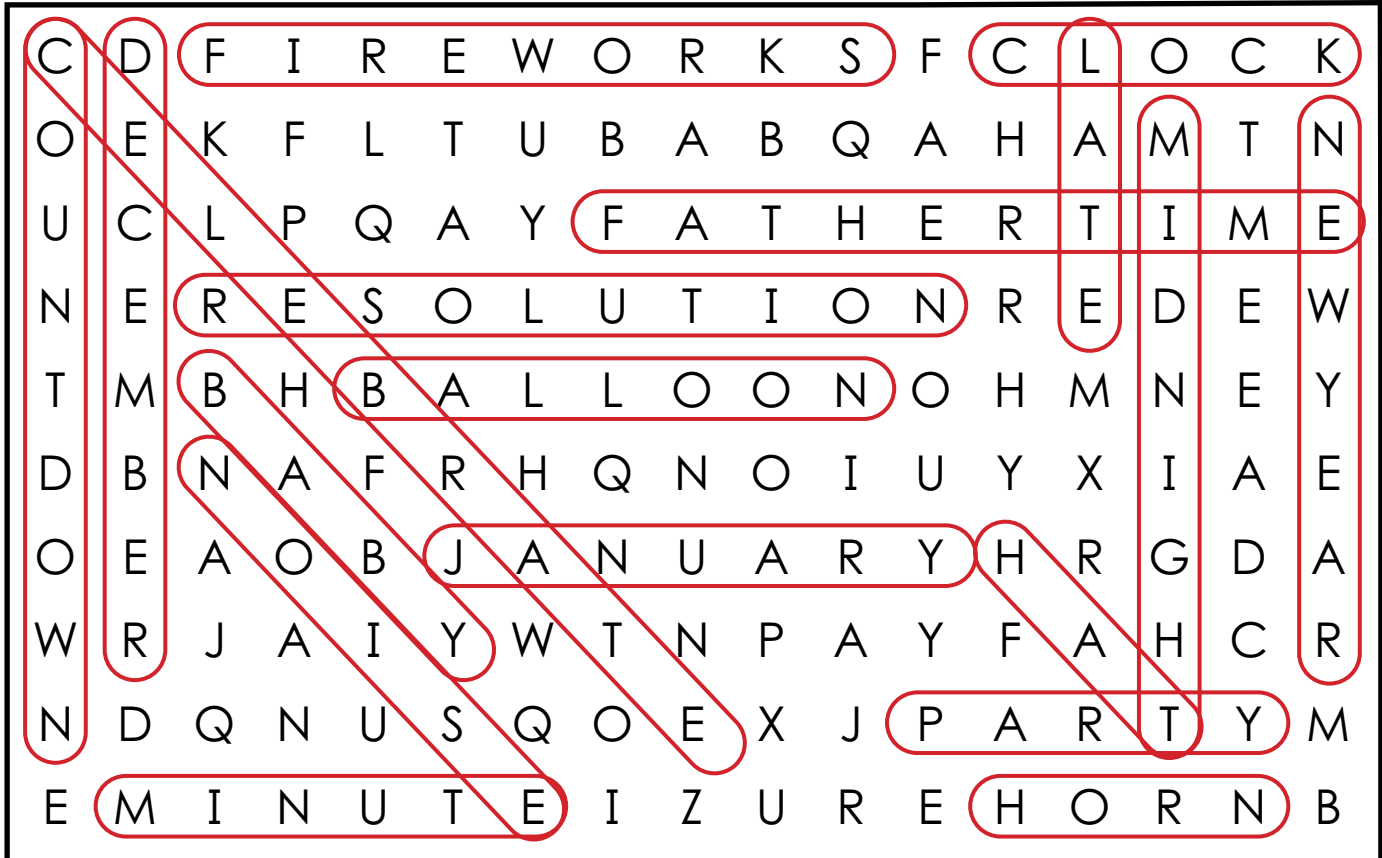 C D F I R E W O R K S F C L O C K
O E K F L T U B A B Q A H A M T N
U C L P Q A Y F A T H E R T I M E
N E R E S O L U T I O N R E D E W
T M B H B A L L O O N O H M N E Y
D B N A F R H Q N O I U Y X I A E
O E A O B J A N U A R Y H R G D A
W R J A I Y W T N P A Y F A H C R
N D Q N U S Q O E X J P A R T Y M
E M I N U T E I Z U R E H O R N B